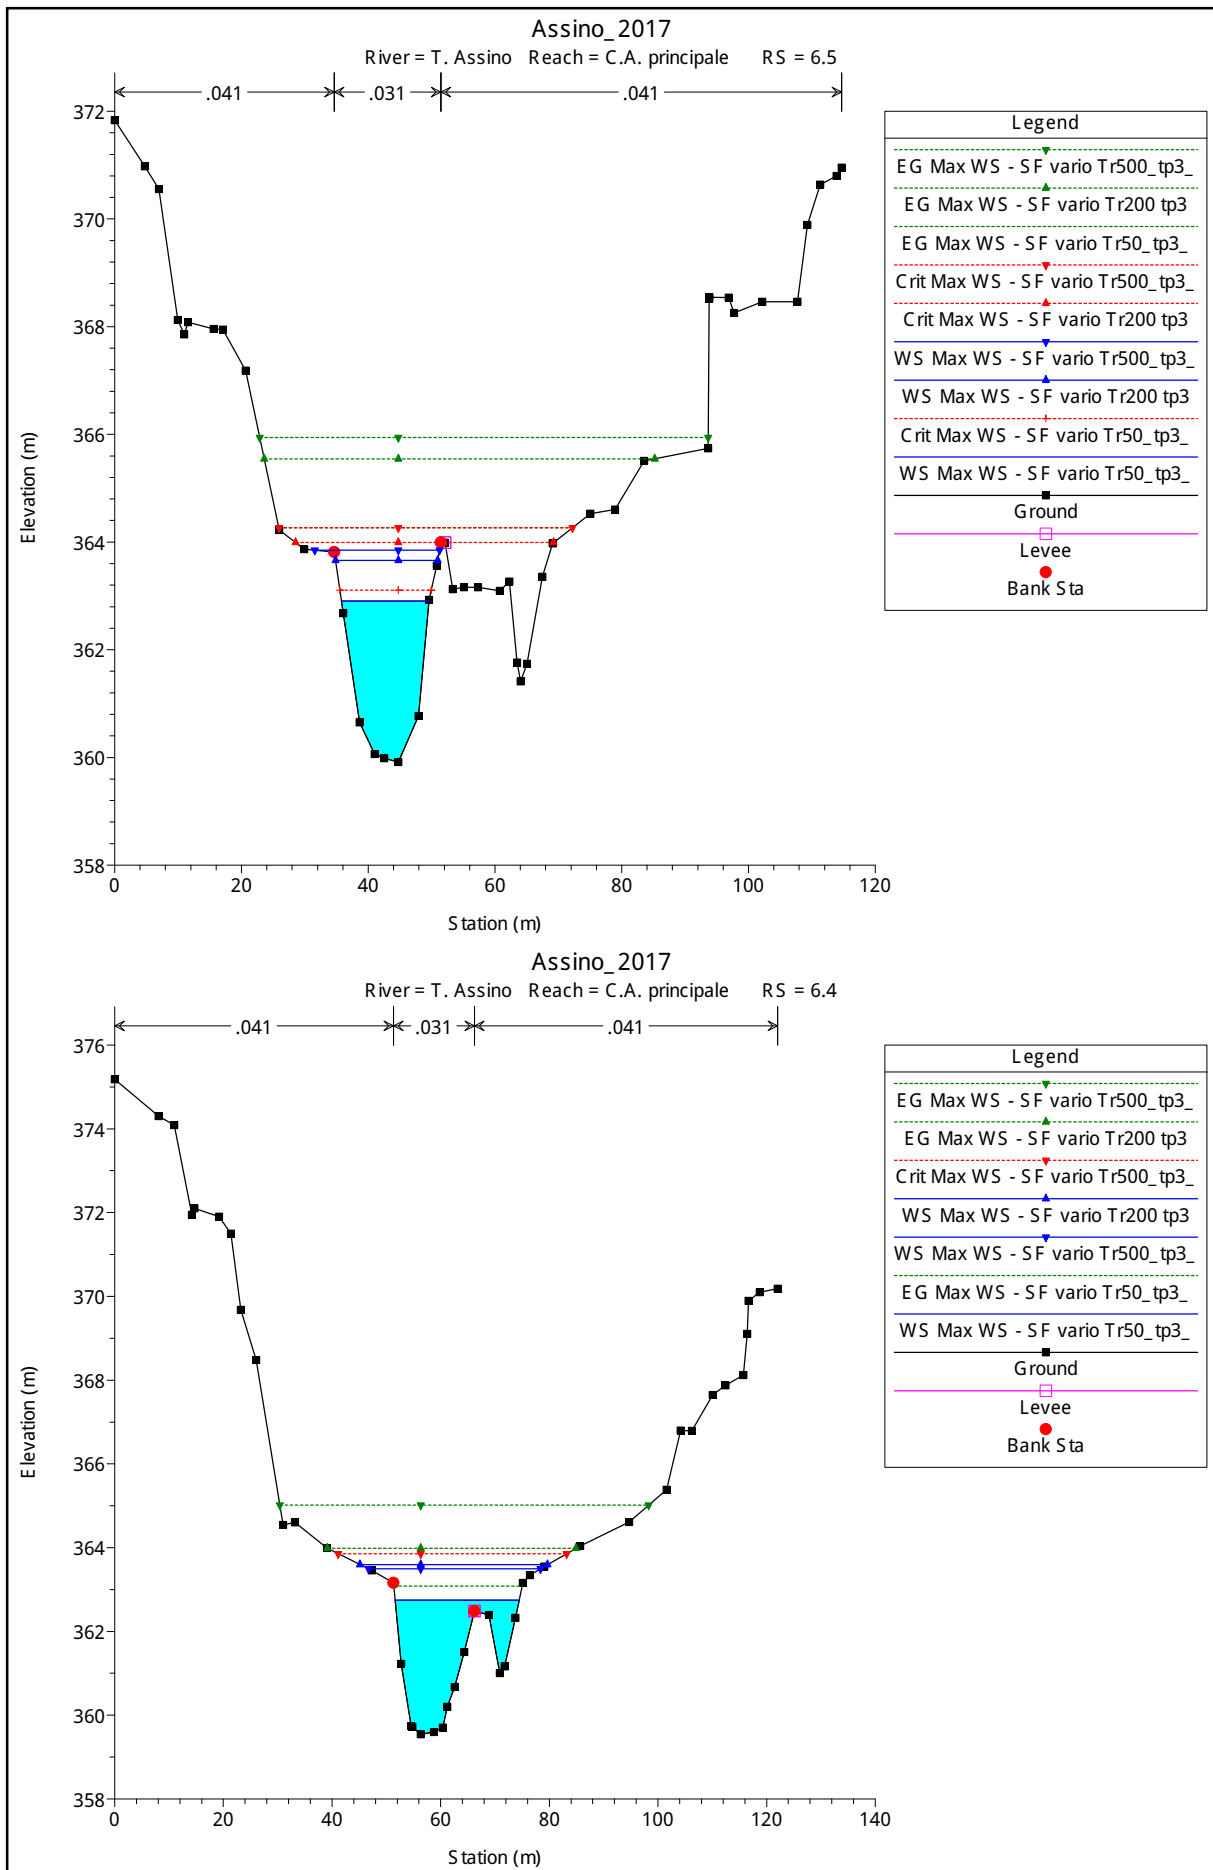 Assino_2017
River = T. Assino Reach = C.A. principale RS = 6.5
.041 .031 .041
Legend
EG Max WS - SF vario Tr500_tp3_
EG Max WS - SF vario Tr200 tp3
EG Max WS - SF vario Tr50_tp3_
Crit Max WS - SF vario Tr500_tp3_
Crit Max WS - SF vario Tr200 tp3
WS Max WS - SF vario Tr500_tp3_
WS Max WS - SF vario Tr200 tp3
Crit Max WS - SF vario Tr50_tp3_
WS Max WS - SF vario Tr50_tp3_
Ground
Levee
Bank Sta
372
370
368
366
364
362
360
358
Elevation (m)
0 20 40 60 80 100 120
Station (m)
Assino_2017
River = T. Assino Reach = C.A. principale RS = 6.4
.041 .031 .041
Legend
EG Max WS - SF vario Tr500_tp3_
EG Max WS - SF vario Tr200 tp3
Crit Max WS - SF vario Tr500_tp3_
WS Max WS - SF vario Tr200 tp3
WS Max WS - SF vario Tr500_tp3_
EG Max WS - SF vario Tr50_tp3_
WS Max WS - SF vario Tr50_tp3_
Ground
Levee
Bank Sta
376
374
372
370
368
366
364
362
360
358
Elevation (m)
0 20 40 60 80 100 120 140
Station (m)